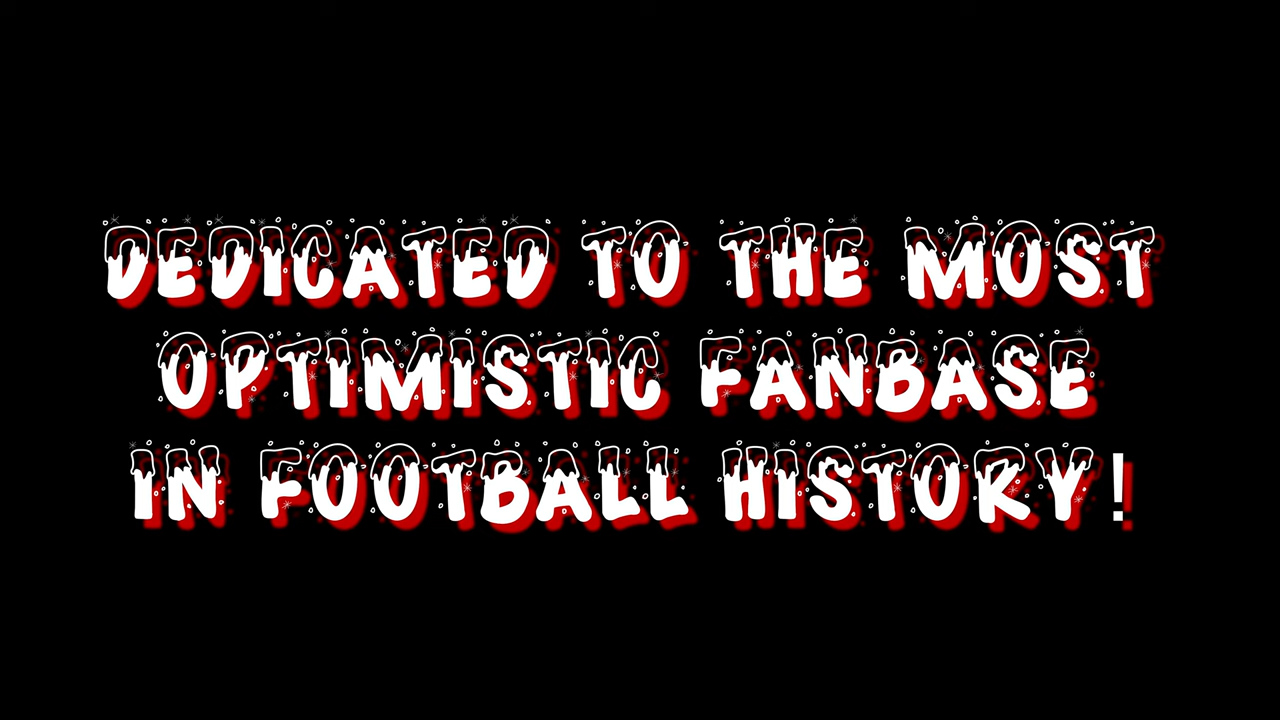 DEDICATED TO THE MOST
OPTIMISTIC FANBASE
IN FOOTBALL HISTORY!